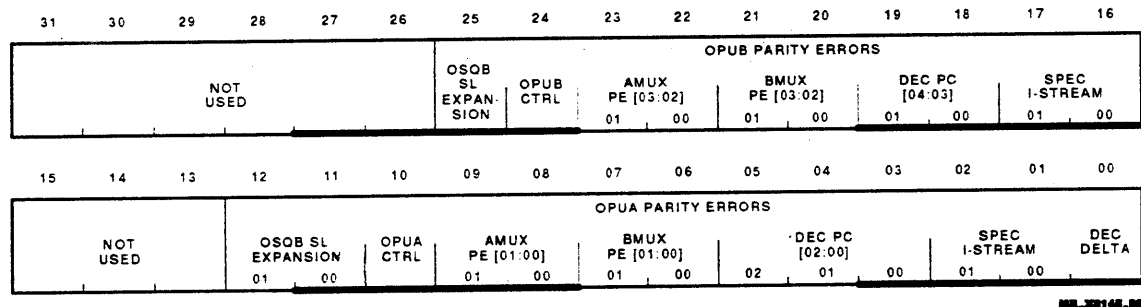 31 30 29 28 27 26 25 24 23 22 21 20 19 18 17 16
OPUB PARITY ERRORS
NOT USED
OSQB SL EXPAN- SION
OPUB CTRL
AMUX PE [03:02]
BMUX PE [03:02]
DEC PC [04:03]
SPEC I-STREAM
01 00 01 00 01 00 01 00
15 14 13 12 11 10 09 08 07 06 05 04 03 02 01 00
OPUA PARITY ERRORS
NOT USED
OSQB SL EXPANSION
OPUA CTRL
AMUX PE [01:00]
BMUX PE [01:00]
DEC PC [02:00]
SPEC I-STREAM
DEC DELTA
01 00 01 00 01 00 02 01 00 01 00